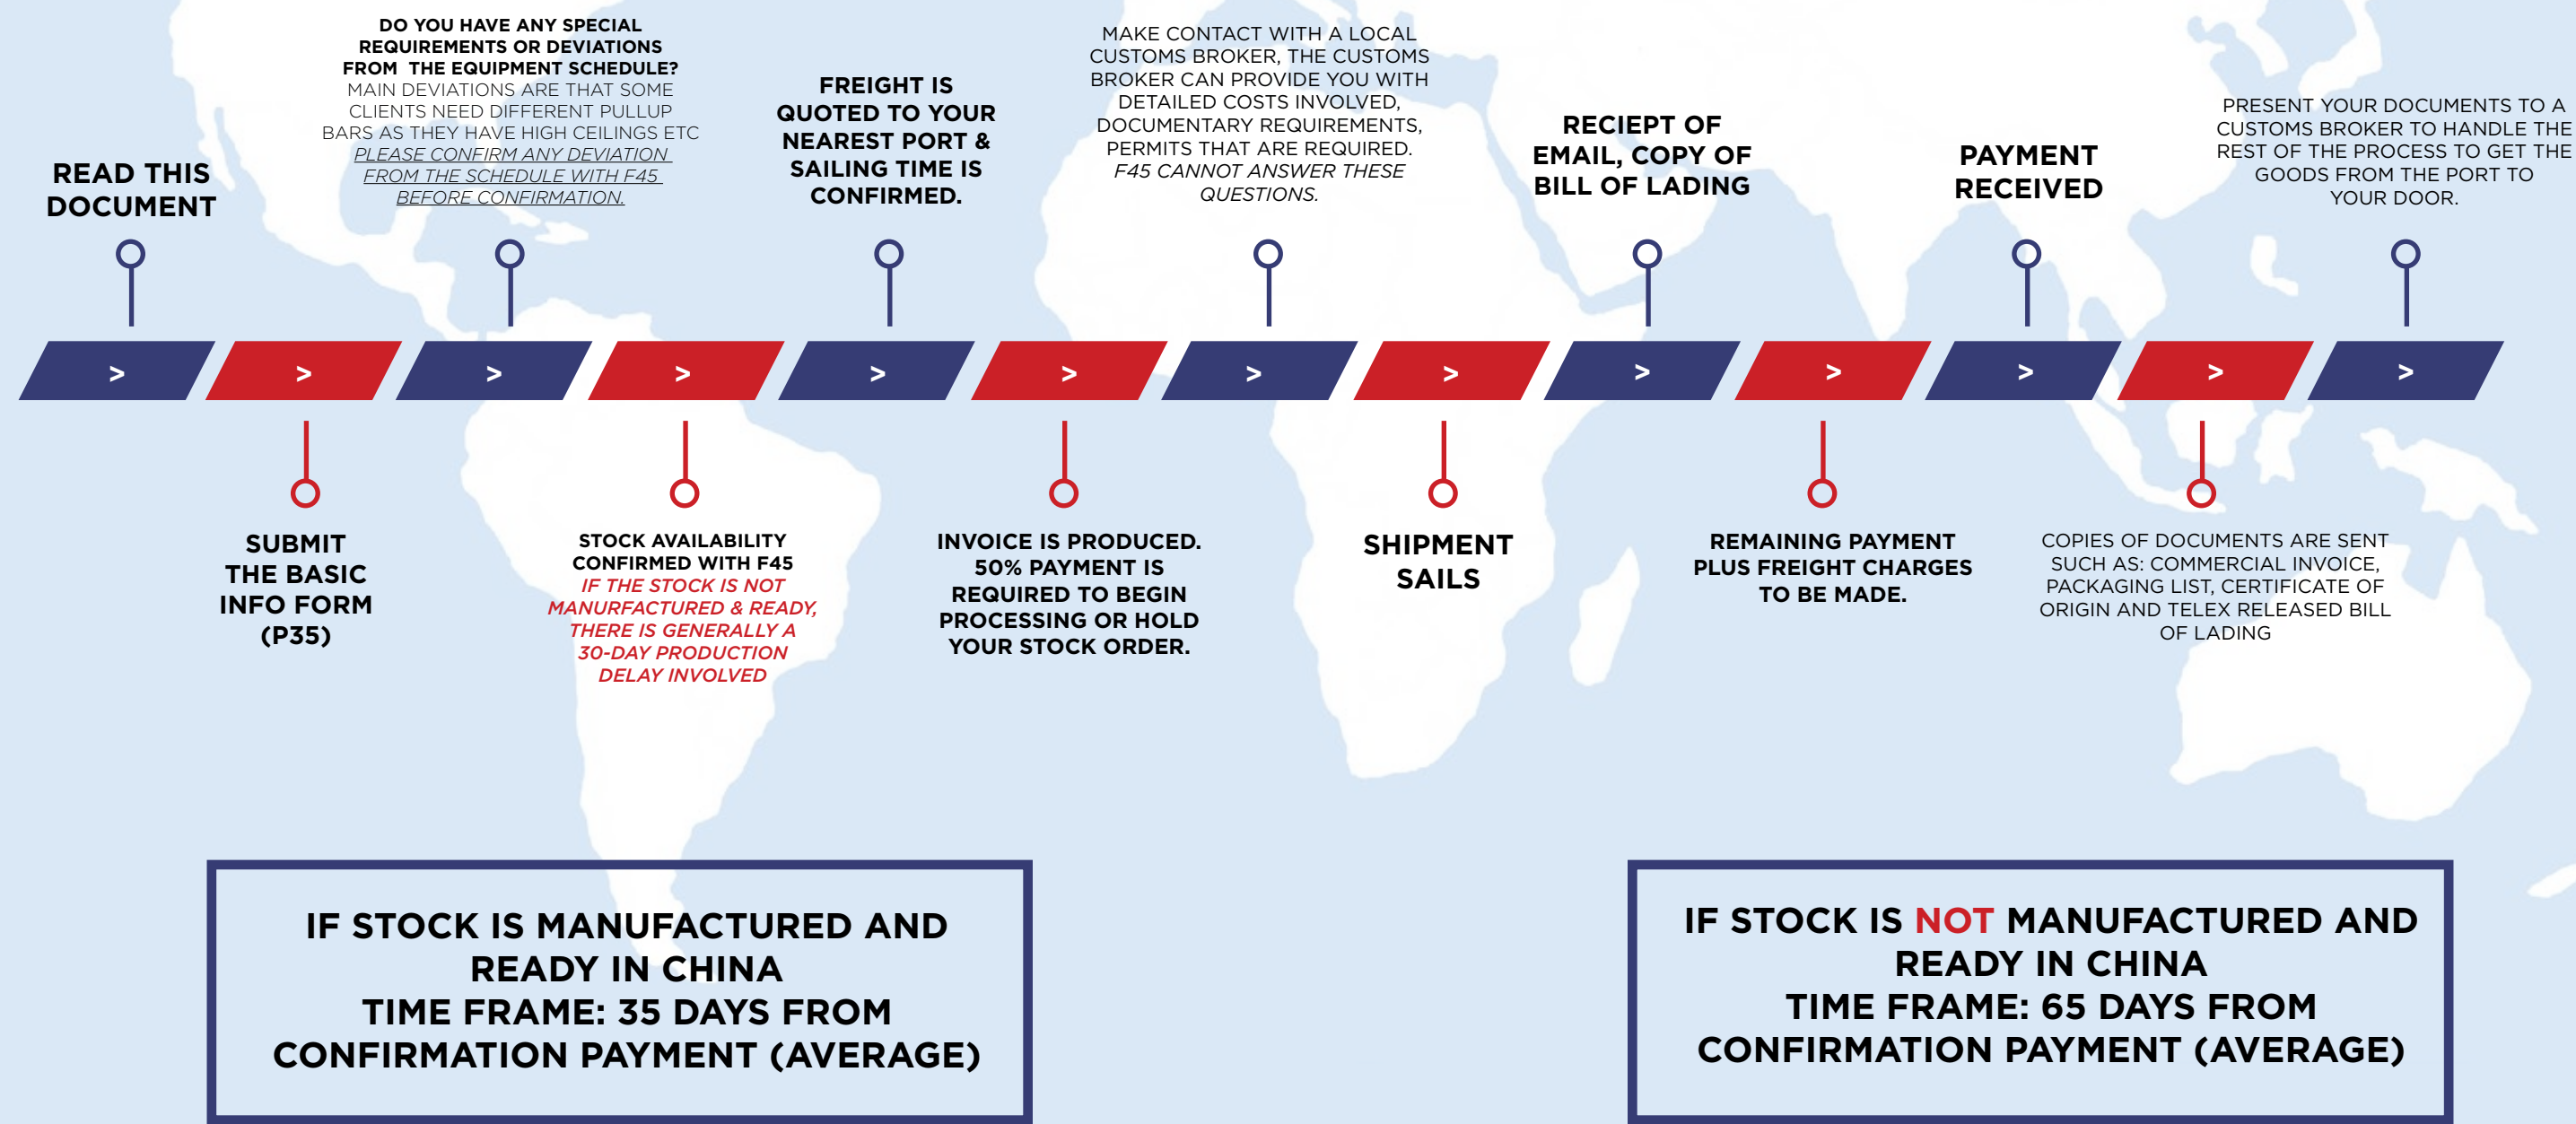 READ THIS
DOCUMENT
>
SUBMIT
THE BASIC
INFO FORM
(P35)
>
DO YOU HAVE ANY SPECIAL
REQUIREMENTS OR DEVIATIONS
FROM THE EQUIPMENT SCHEDULE?
MAIN DEVIATIONS ARE THAT SOME
CLIENTS NEED DIFFERENT PULLUP
BARS AS THEY HAVE HIGH CEILINGS ETC
PLEASE CONFIRM ANY DEVIATION
FROM THE SCHEDULE WITH F45
BEFORE CONFIRMATION.
>
STOCK AVAILABILITY
CONFIRMED WITH F45
IF THE STOCK IS NOT
MANURFACTURED & READY,
THERE IS GENERALLY A
30-DAY PRODUCTION
DELAY INVOLVED
>
FREIGHT IS
QUOTED TO YOUR
NEAREST PORT &
SAILING TIME IS
CONFIRMED.
>
INVOICE IS PRODUCED.
50% PAYMENT IS
REQUIRED TO BEGIN
PROCESSING OR HOLD
YOUR STOCK ORDER.
>
MAKE CONTACT WITH A LOCAL
CUSTOMS BROKER, THE CUSTOMS
BROKER CAN PROVIDE YOU WITH
DETAILED COSTS INVOLVED,
DOCUMENTARY REQUIREMENTS,
PERMITS THAT ARE REQUIRED.
F45 CANNOT ANSWER THESE
QUESTIONS.
>
SHIPMENT
SAILS
>
RECIEPT OF
EMAIL, COPY OF
BILL OF LADING
>
REMAINING PAYMENT
PLUS FREIGHT CHARGES
TO BE MADE.
>
PAYMENT
RECEIVED
>
COPIES OF DOCUMENTS ARE SENT
SUCH AS: COMMERCIAL INVOICE,
PACKAGING LIST, CERTIFICATE OF
ORIGIN AND TELEX RELEASED BILL
OF LADING
>
PRESENT YOUR DOCUMENTS TO A
CUSTOMS BROKER TO HANDLE THE
REST OF THE PROCESS TO GET THE
GOODS FROM THE PORT TO
YOUR DOOR.
>
IF STOCK IS MANUFACTURED AND
READY IN CHINA
TIME FRAME: 35 DAYS FROM
CONFIRMATION PAYMENT (AVERAGE)
IF STOCK IS NOT MANUFACTURED AND
READY IN CHINA
TIME FRAME: 65 DAYS FROM
CONFIRMATION PAYMENT (AVERAGE)